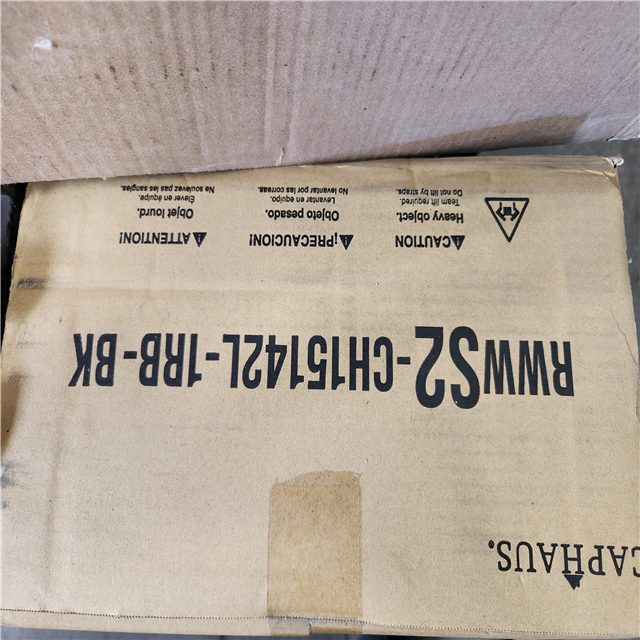 CAPHAUS.
RWWS2-CH15142L-1RB-BK
CAUTION
Heavy object.
Team lift required.
Do not lift by straps.
¡PRECAUCION!
Objeto pesado.
Levantar en equipo.
No levantar por las correas.
ATTENTION!
Objet lourd.
Élever en équipe.
Ne soulevez pas les sangles.